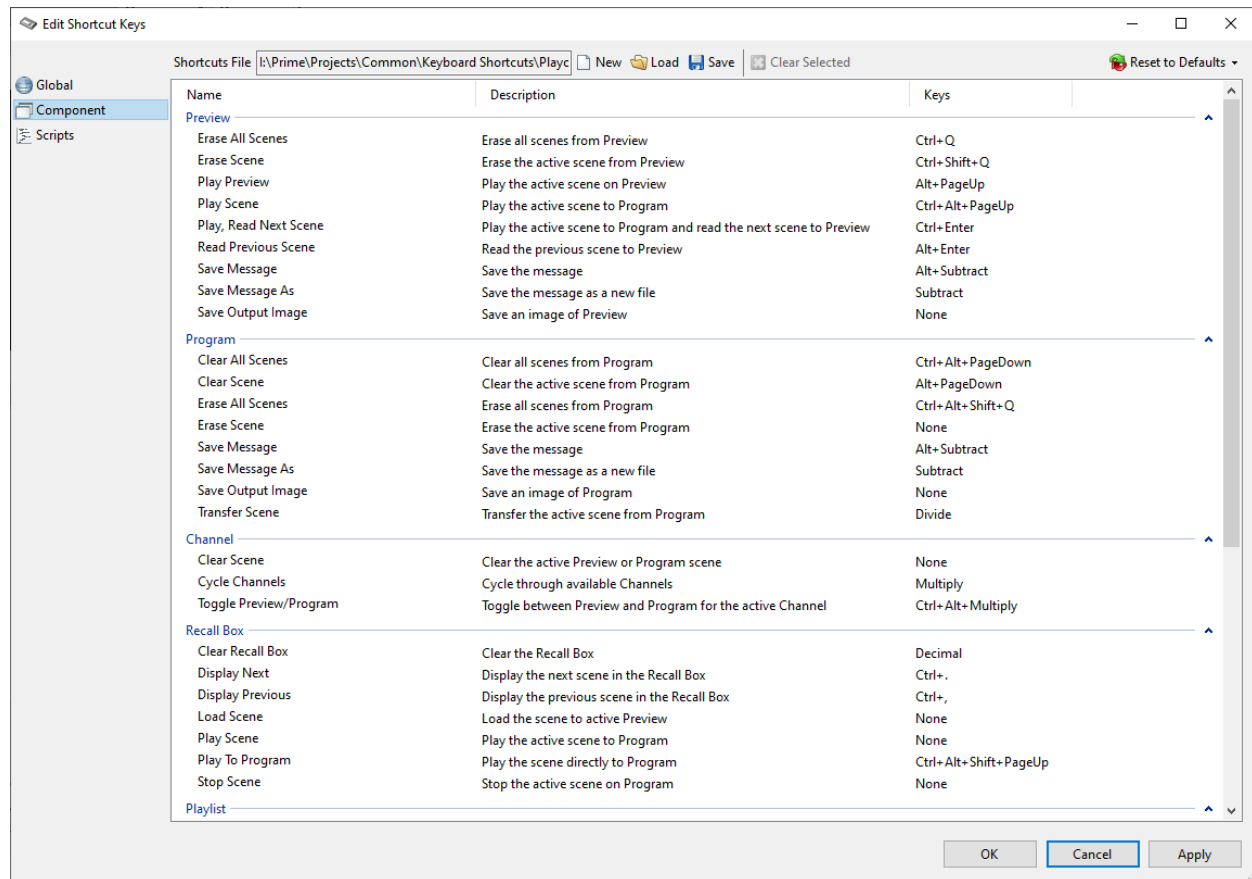 Edit Shortcut Keys
Shortcuts File I:\Prime\Projects\Common\Keyboard Shortcuts\Playc New Load Save Clear Selected Reset to Defaults
Global
Component
Scripts
Name Description Keys
Preview
Erase All Scenes Erase all scenes from Preview Ctrl+Q
Erase Scene Erase the active scene from Preview Ctrl+Shift+Q
Play Preview Play the active scene on Preview Alt+PageUp
Play Scene Play the active scene to Program Ctrl+Alt+PageUp
Play, Read Next Scene Play the active scene to Program and read the next scene to Preview Ctrl+Enter
Read Previous Scene Read the previous scene to Preview Alt+Enter
Save Message Save the message Alt+Subtract
Save Message As Save the message as a new file Subtract
Save Output Image Save an image of Preview None
Program
Clear All Scenes Clear all scenes from Program Ctrl+Alt+PageDown
Clear Scene Clear the active scene from Program Alt+PageDown
Erase All Scenes Erase all scenes from Program Ctrl+Alt+Shift+Q
Erase Scene Erase the active scene from Program None
Save Message Save the message Alt+Subtract
Save Message As Save the message as a new file Subtract
Save Output Image Save an image of Program None
Transfer Scene Transfer the active scene from Program Divide
Channel
Clear Scene Clear the active Preview or Program scene None
Cycle Channels Cycle through available Channels Multiply
Toggle Preview/Program Toggle between Preview and Program for the active Channel Ctrl+Alt+Multiply
Recall Box
Clear Recall Box Clear the Recall Box Decimal
Display Next Display the next scene in the Recall Box Ctrl+.
Display Previous Display the previous scene in the Recall Box Ctrl+,
Load Scene Load the scene to active Preview None
Play Scene Play the active scene to Program None
Play To Program Play the scene directly to Program Ctrl+Alt+Shift+PageUp
Stop Scene Stop the active scene on Program None
Playlist
OK Cancel Apply